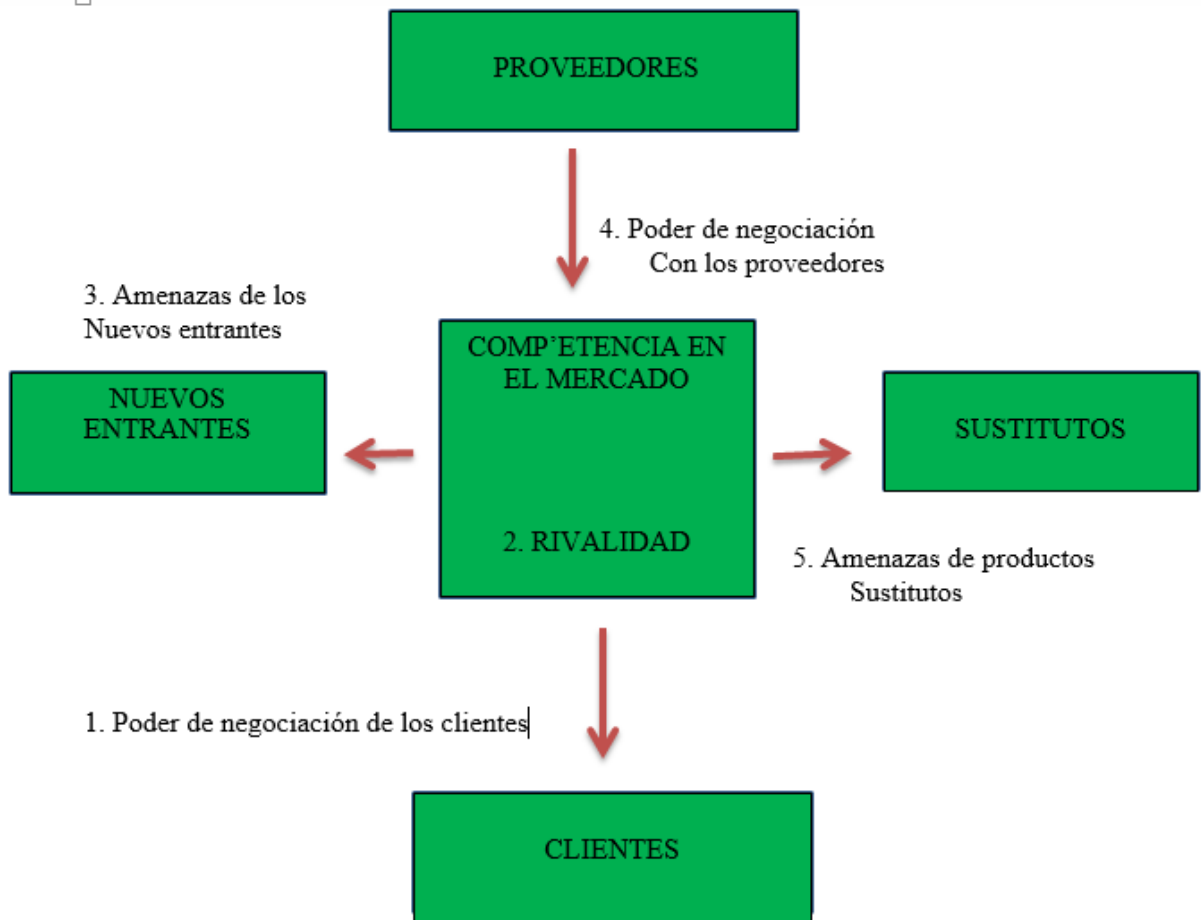 PROVEEDORES
4. Poder de negociación
Con los proveedores
3. Amenazas de los
Nuevos entrantes
COMP’ETENCIA EN
EL MERCADO
NUEVOS
ENTRANTES
SUSTITUTOS
2. RIVALIDAD
5. Amenazas de productos
Sustitutos
1. Poder de negociación de los clientes
CLIENTES